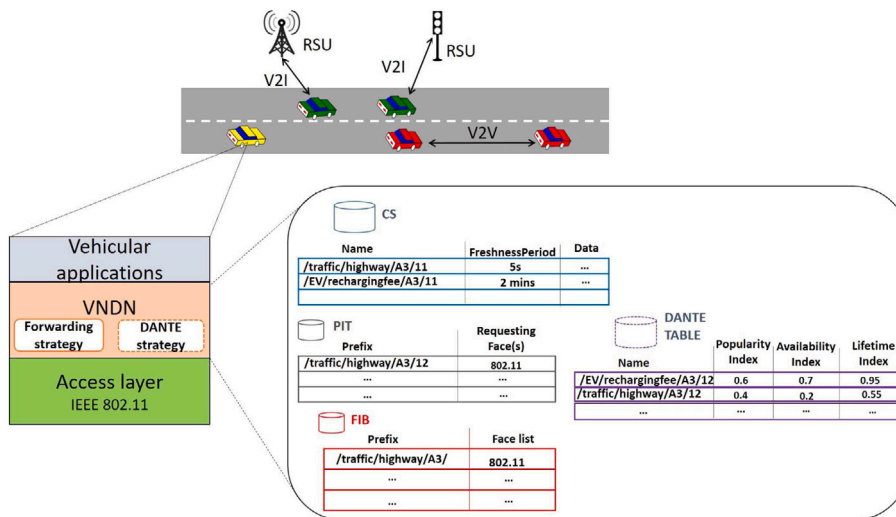 RSU
RSU
V2I
V2I
V2V
Vehicular
applications
VNDN
Forwarding
strategy
DANTE
strategy
Access layer
IEEE 802.11
CS
Name FreshnessPeriod Data
/traffic/highway/A3/11 5s ...
/EV/rechargingfee/A3/11 2 mins ...
PIT
Prefix Requesting
Face(s)
/traffic/highway/A3/12 802.11
... ...
... ...
FIB
Prefix Face list
/traffic/highway/A3/ 802.11
... ...
... ...
DANTE
TABLE
Name Popularity
Index Availability
Index Lifetime
Index
/EV/rechargingfee/A3/12 0.6 0.7 0.95
/traffic/highway/A3/12 0.4 0.2 0.55
... ... ... ...